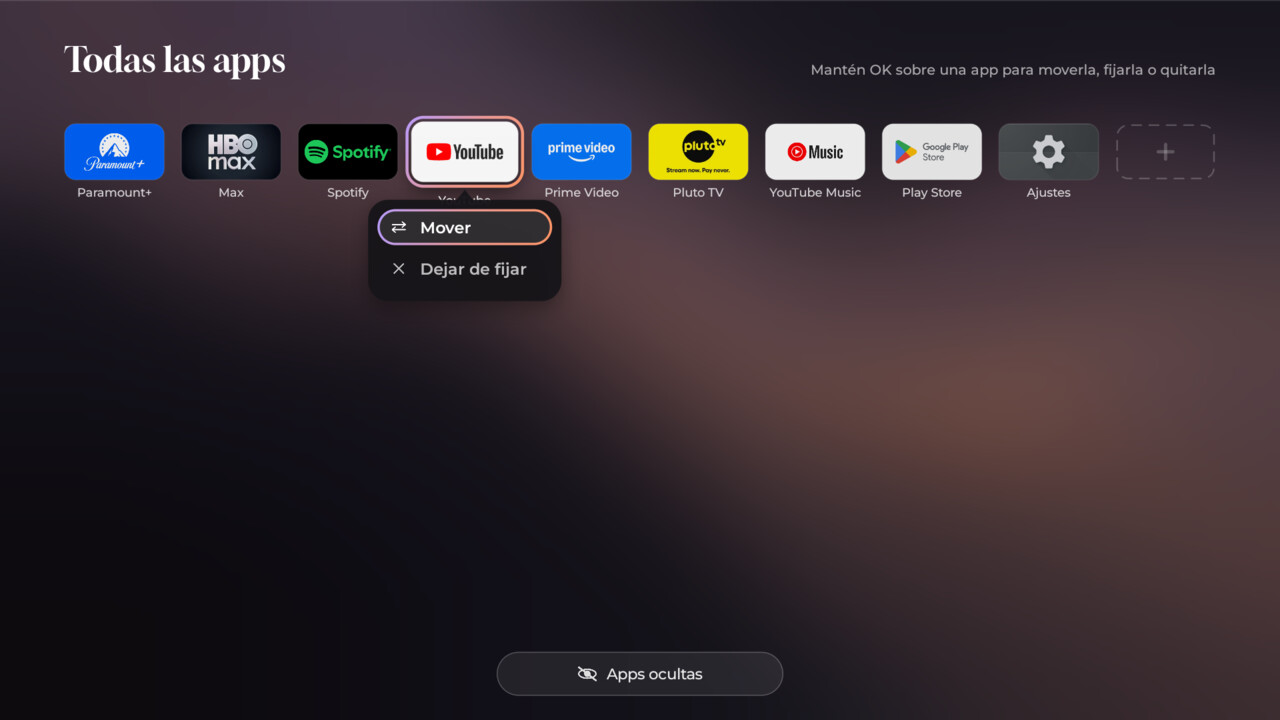 Todas las apps
Mantén OK sobre una app para moverla, fijarla o quitarla
Paramount+
HBO
max
Spotify
YouTube
prime video
pluto tv
Stream now. Pay never.
Music
Google Play
Store
Paramount+
Max
Spotify
Prime Video
Pluto TV
YouTube Music
Play Store
Ajustes
Mover
Dejar de fijar
Apps ocultas